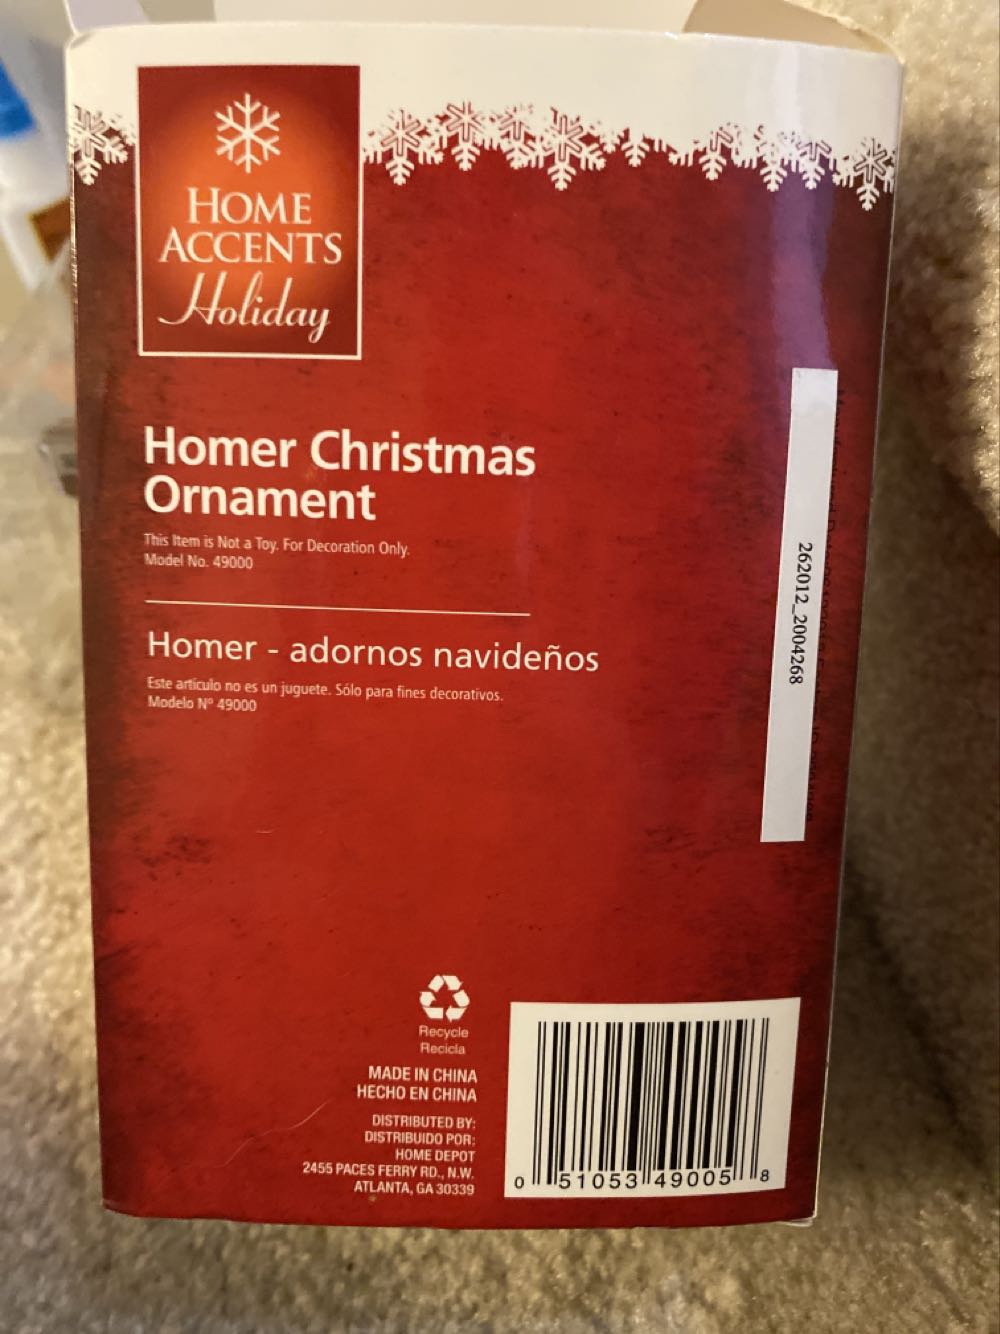 HOME
ACCENTS
Holiday
Homer Christmas
Ornament
This Item is Not a Toy. For Decoration Only.
Model No. 49000
Homer - adornos navideños
Este artículo no es un juguete. Sólo para fines decorativos.
Modelo Nº 49000
262012_2004268
Recycle
Recicla
MADE IN CHINA
HECHO EN CHINA
DISTRIBUTED BY:
DISTRIBUIDO POR:
HOME DEPOT
2455 PACES FERRY RD., N.W.
ATLANTA, GA 30339
0 51053 49005 8